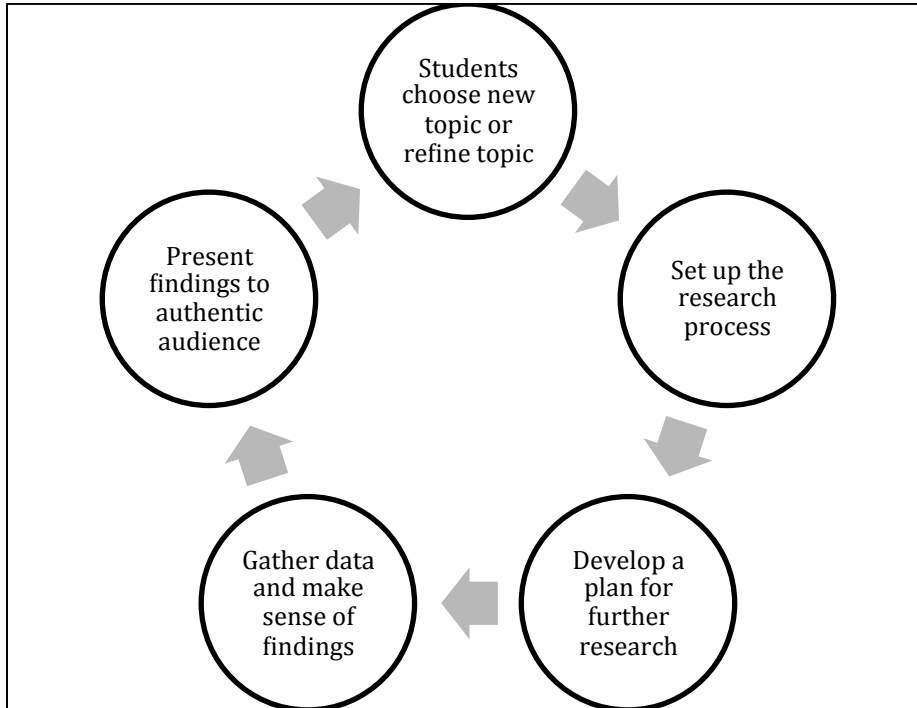 Students
choose new
topic or
refine topic
Set up the
research
process
Develop a
plan for
further
research
Gather data
and make
sense of
findings
Present
findings to
authentic
audience